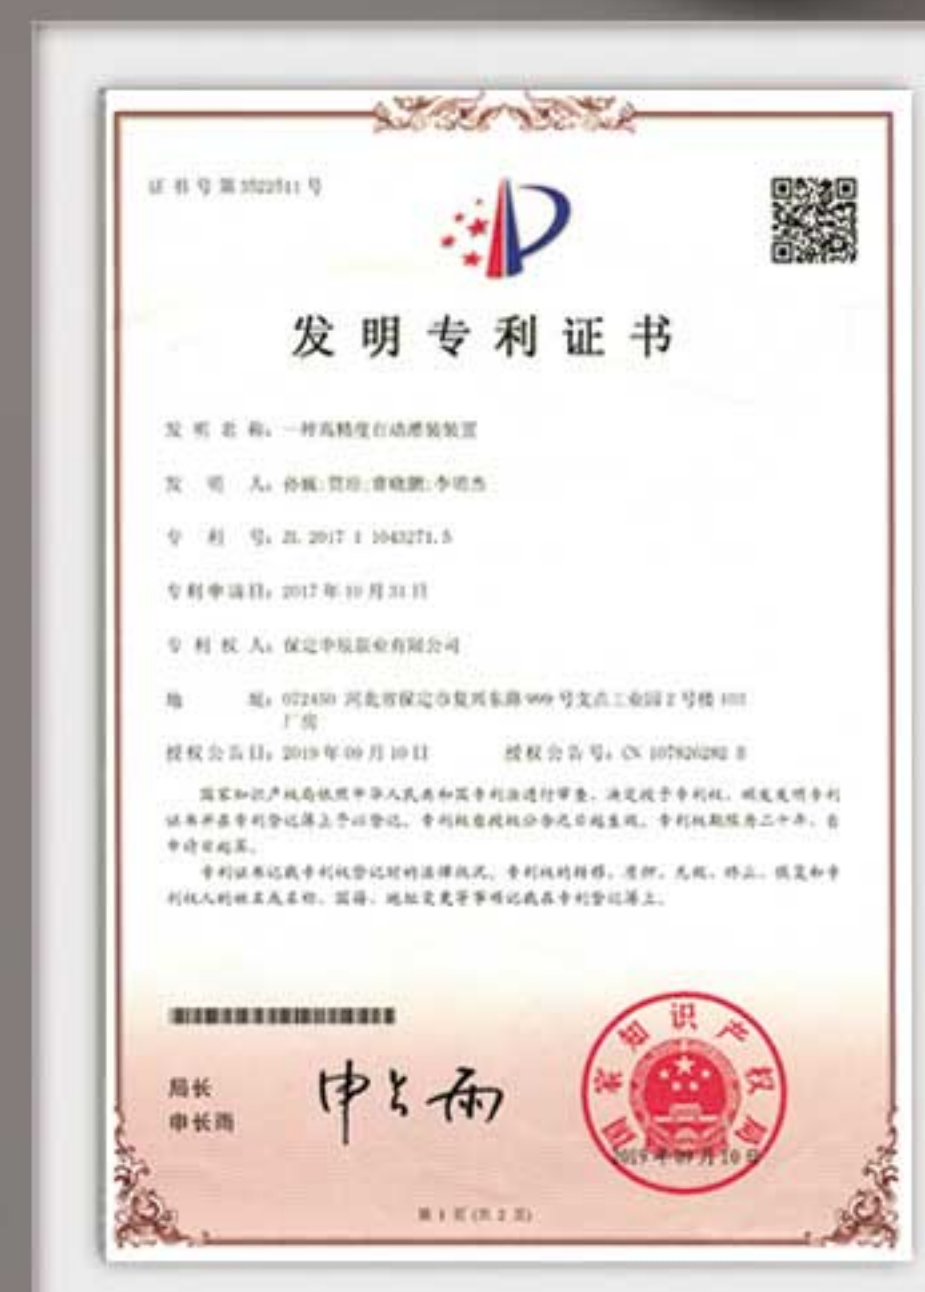 证书号第3522511号
发明专利证书
发明名称：一种高精度自动灌装装置
发明人：孙巍;贾珍;曹晓鹏;李明杰
专利号：ZL 2017 1 1043271.5
专利申请日：2017年10月31日
专利权人：保定申辰泵业有限公司
地址：072450 河北省保定市复兴东路999号支点工业园2号楼103
厂房
授权公告日：2019年09月10日 授权公告号：CN 107826282 B
国家知识产权局依照中华人民共和国专利法进行审查，决定授予专利权，颁发发明专利
证书并在专利登记簿上予以登记。专利权自授权公告之日起生效。专利权期限为二十年，自
申请日起算。
专利证书记载专利权登记时的法律状况。专利权的转移、质押、无效、终止、恢复和专
利权人的姓名或名称、国籍、地址变更等事项记载在专利登记簿上。
局长
申长雨
申长雨
国家知识产权局
2019年09月10日
第 1 页 (共 2 页)